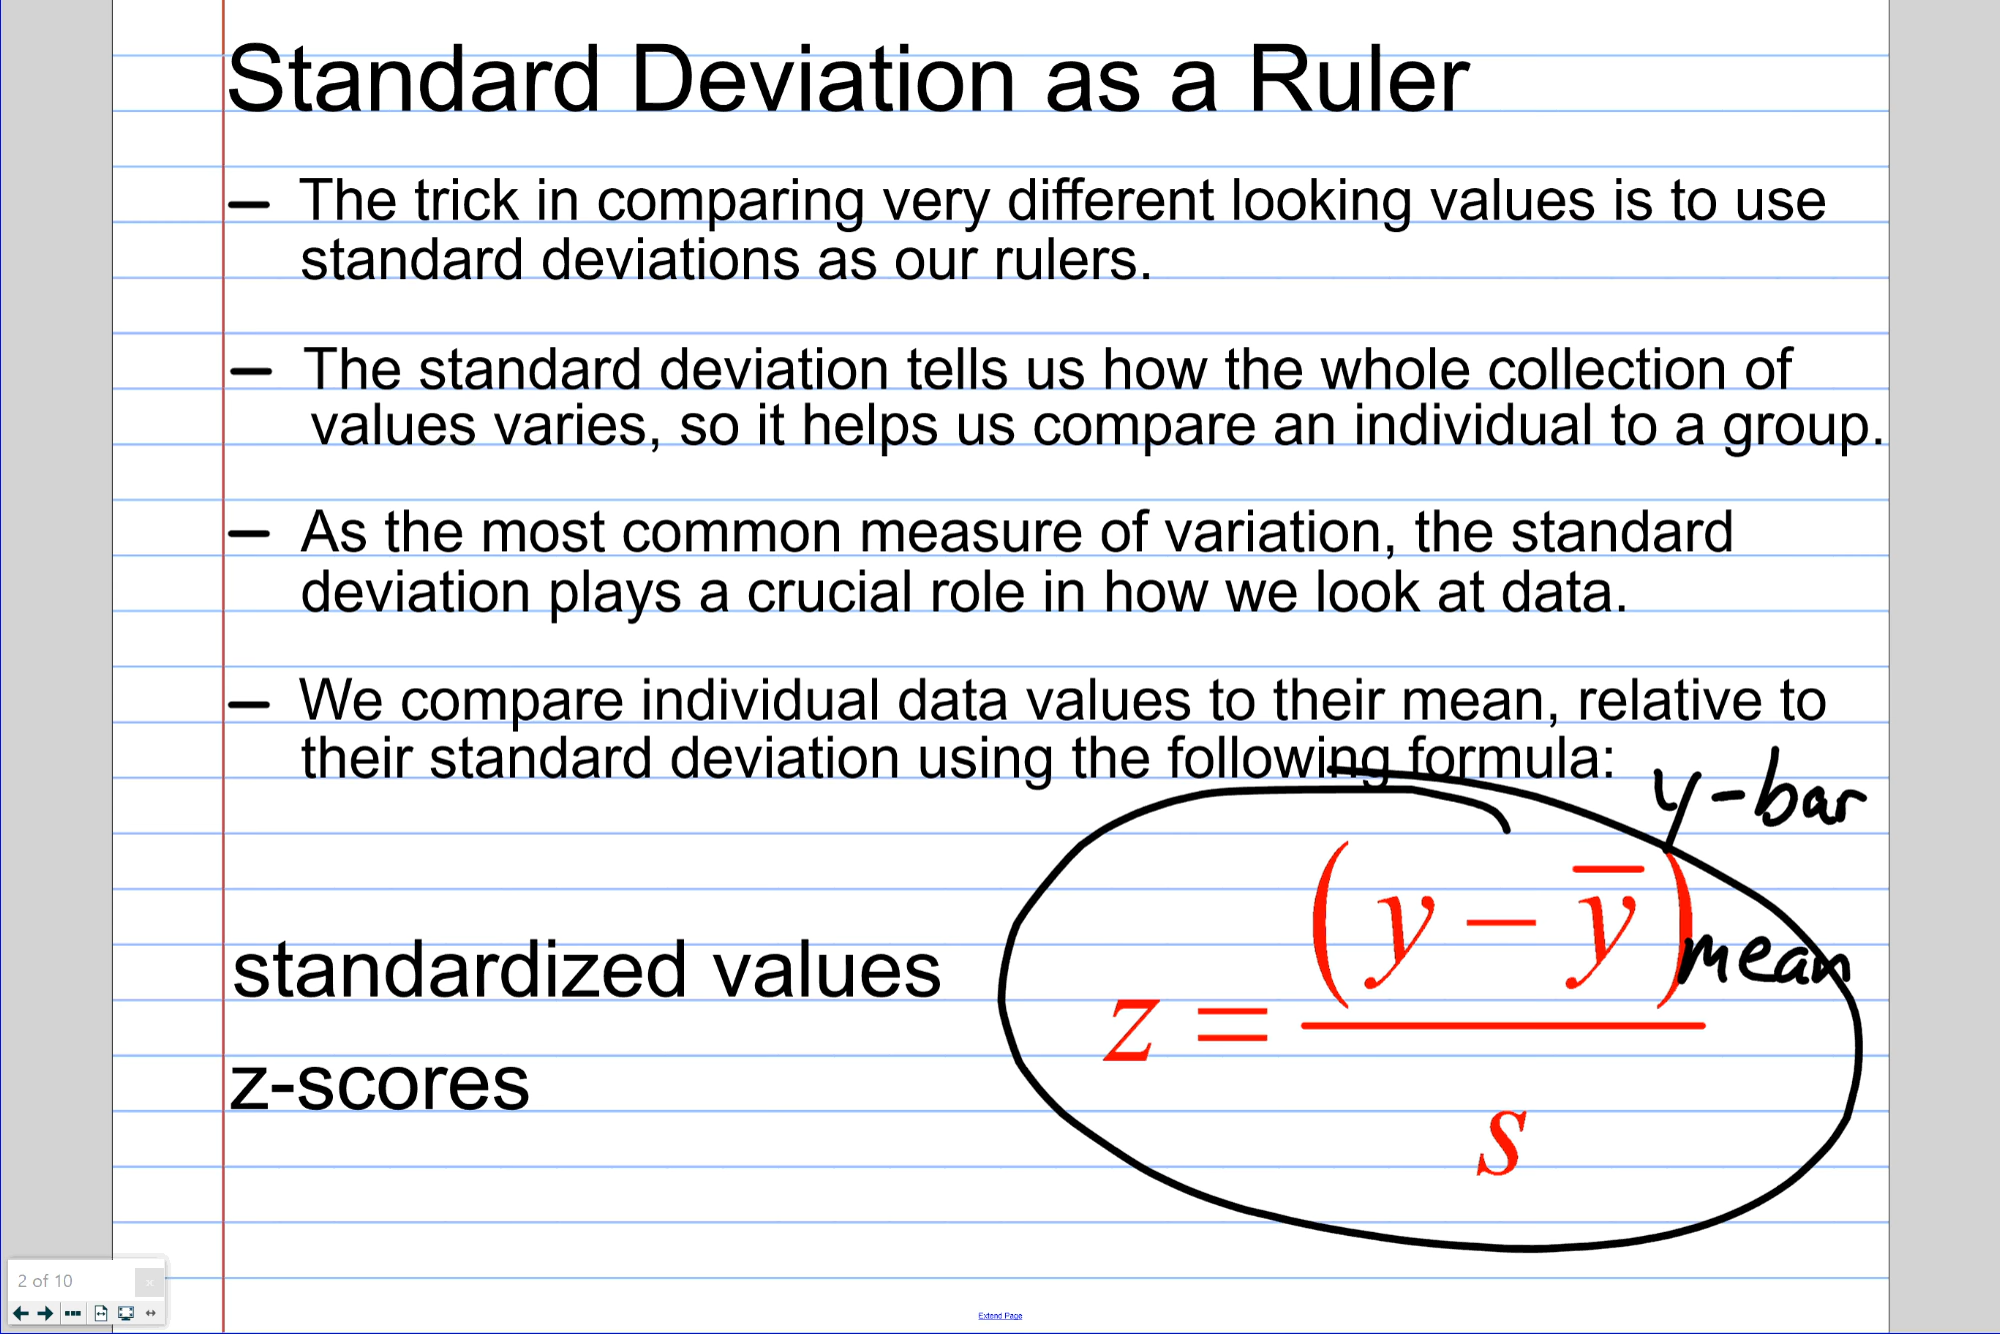 Standard Deviation as a Ruler
– The trick in comparing very different looking values is to use
standard deviations as our rulers.
– The standard deviation tells us how the whole collection of
values varies, so it helps us compare an individual to a group.
– As the most common measure of variation, the standard
deviation plays a crucial role in how we look at data.
– We compare individual data values to their mean, relative to
their standard deviation using the following formula:
y-bar
standardized values
z = (y − ȳ) / s
mean
z-scores
2 of 10
Extend Page